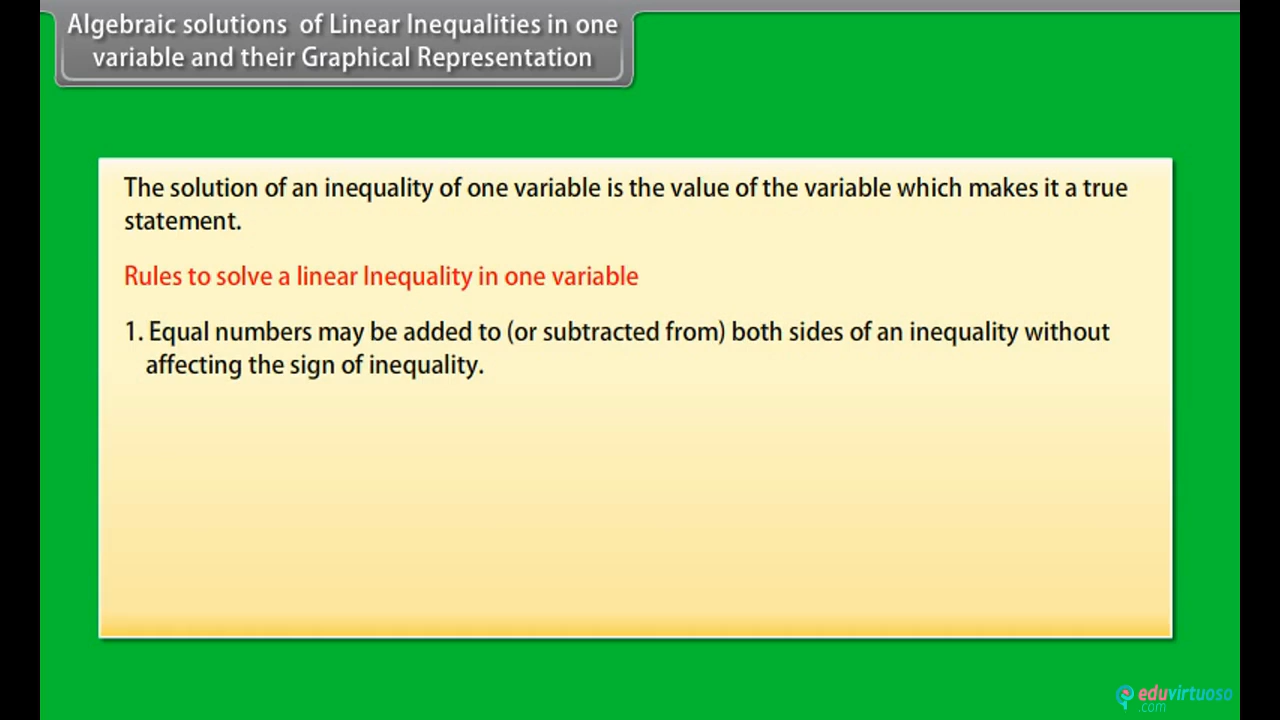 Algebraic solutions of Linear Inequalities in one
variable and their Graphical Representation
The solution of an inequality of one variable is the value of the variable which makes it a true
statement.
Rules to solve a linear Inequality in one variable
1. Equal numbers may be added to (or subtracted from) both sides of an inequality without
affecting the sign of inequality.
eduvirtuoso
.com